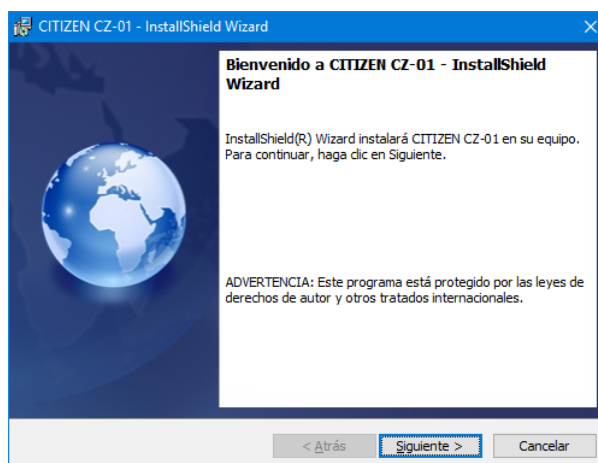 CITIZEN CZ-01 - InstallShield Wizard
Bienvenido a CITIZEN CZ-01 - InstallShield
Wizard
InstallShield(R) Wizard instalará CITIZEN CZ-01 en su equipo.
Para continuar, haga clic en Siguiente.
ADVERTENCIA: Este programa está protegido por las leyes de
derechos de autor y otros tratados internacionales.
< Atrás Siguiente > Cancelar